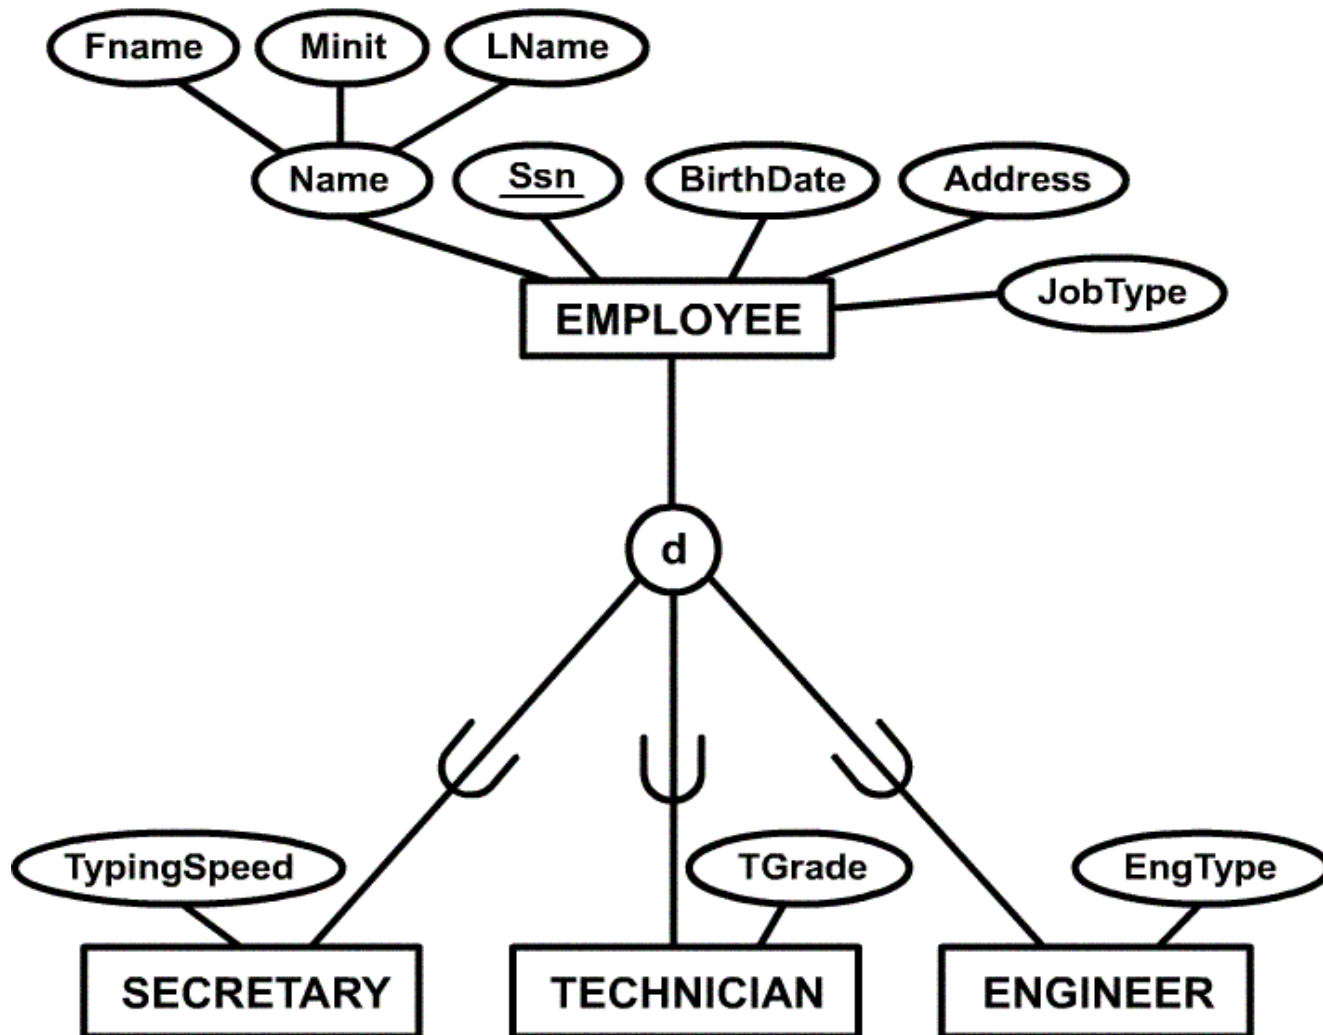 Fname Minit LName
Name Ssn BirthDate Address
JobType
EMPLOYEE
d
TypingSpeed TGrade EngType
SECRETARY TECHNICIAN ENGINEER